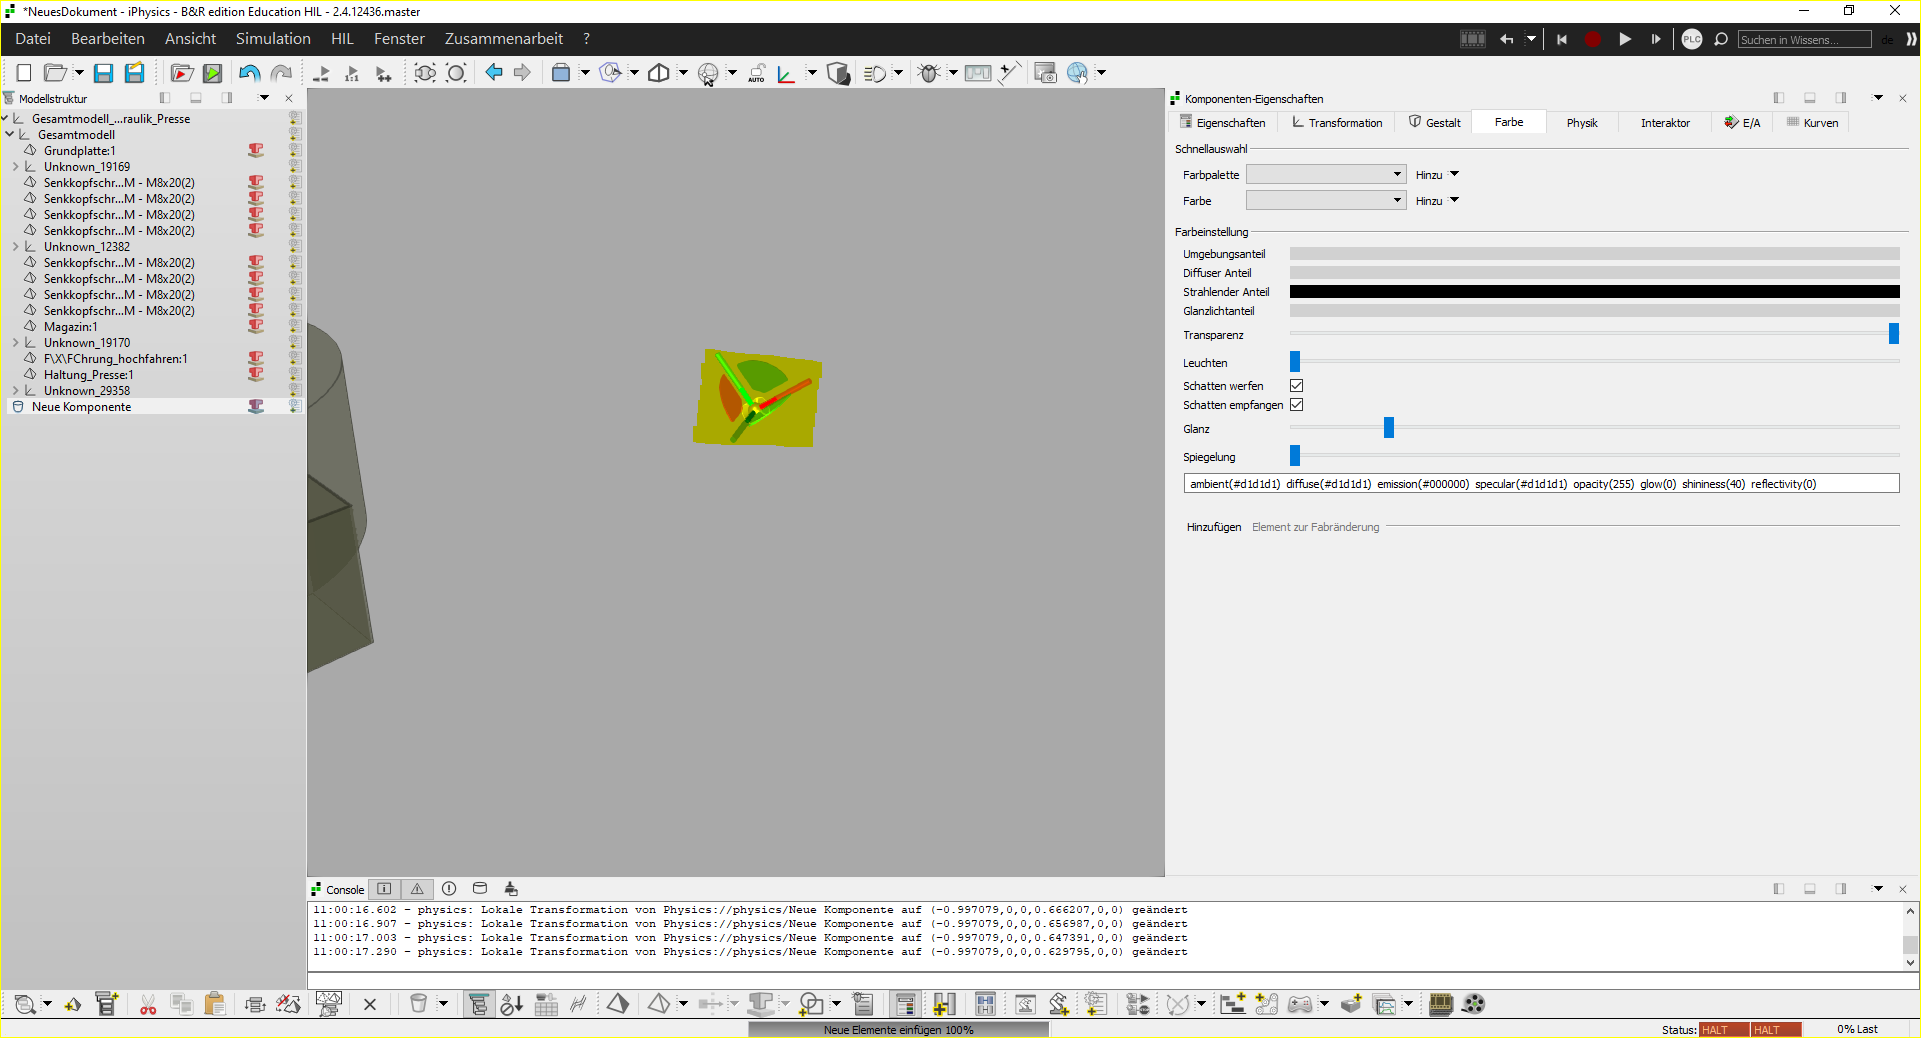 *NeuesDokument - iPhysics - B&R edition Education HIL - 2.4.12436.master
Datei Bearbeiten Ansicht Simulation HIL Fenster Zusammenarbeit ?
PLC Suchen in Wissens... de
1:1 AUTO
Modellstruktur
Gesamtmodell_...raulik_Presse
Gesamtmodell
Grundplatte:1
Unknown_19169
Senkkopfschr...M - M8x20(2)
Senkkopfschr...M - M8x20(2)
Senkkopfschr...M - M8x20(2)
Senkkopfschr...M - M8x20(2)
Unknown_12382
Senkkopfschr...M - M8x20(2)
Senkkopfschr...M - M8x20(2)
Senkkopfschr...M - M8x20(2)
Senkkopfschr...M - M8x20(2)
Magazin:1
Unknown_19170
F\X\FChrung_hochfahren:1
Haltung_Presse:1
Unknown_29358
Neue Komponente
Komponenten-Eigenschaften
Eigenschaften Transformation Gestalt Farbe Physik Interaktor E/A Kurven
Schnellauswahl
Farbpalette Hinzu
Farbe Hinzu
Farbeinstellung
Umgebungsanteil
Diffuser Anteil
Strahlender Anteil
Glanzlichtanteil
Transparenz
Leuchten
Schatten werfen
Schatten empfangen
Glanz
Spiegelung
ambient(#d1d1d1) diffuse(#d1d1d1) emission(#000000) specular(#d1d1d1) opacity(255) glow(0) shininess(40) reflectivity(0)
Hinzufügen Element zur Fabränderung
Console
11:00:16.602 - physics: Lokale Transformation von Physics://physics/Neue Komponente auf (-0.997079,0,0,0.666207,0,0) geändert
11:00:16.907 - physics: Lokale Transformation von Physics://physics/Neue Komponente auf (-0.997079,0,0,0.656987,0,0) geändert
11:00:17.003 - physics: Lokale Transformation von Physics://physics/Neue Komponente auf (-0.997079,0,0,0.647391,0,0) geändert
11:00:17.290 - physics: Lokale Transformation von Physics://physics/Neue Komponente auf (-0.997079,0,0,0.629795,0,0) geändert
Neue Elemente einfügen 100%
Status: HALT HALT 0% Last